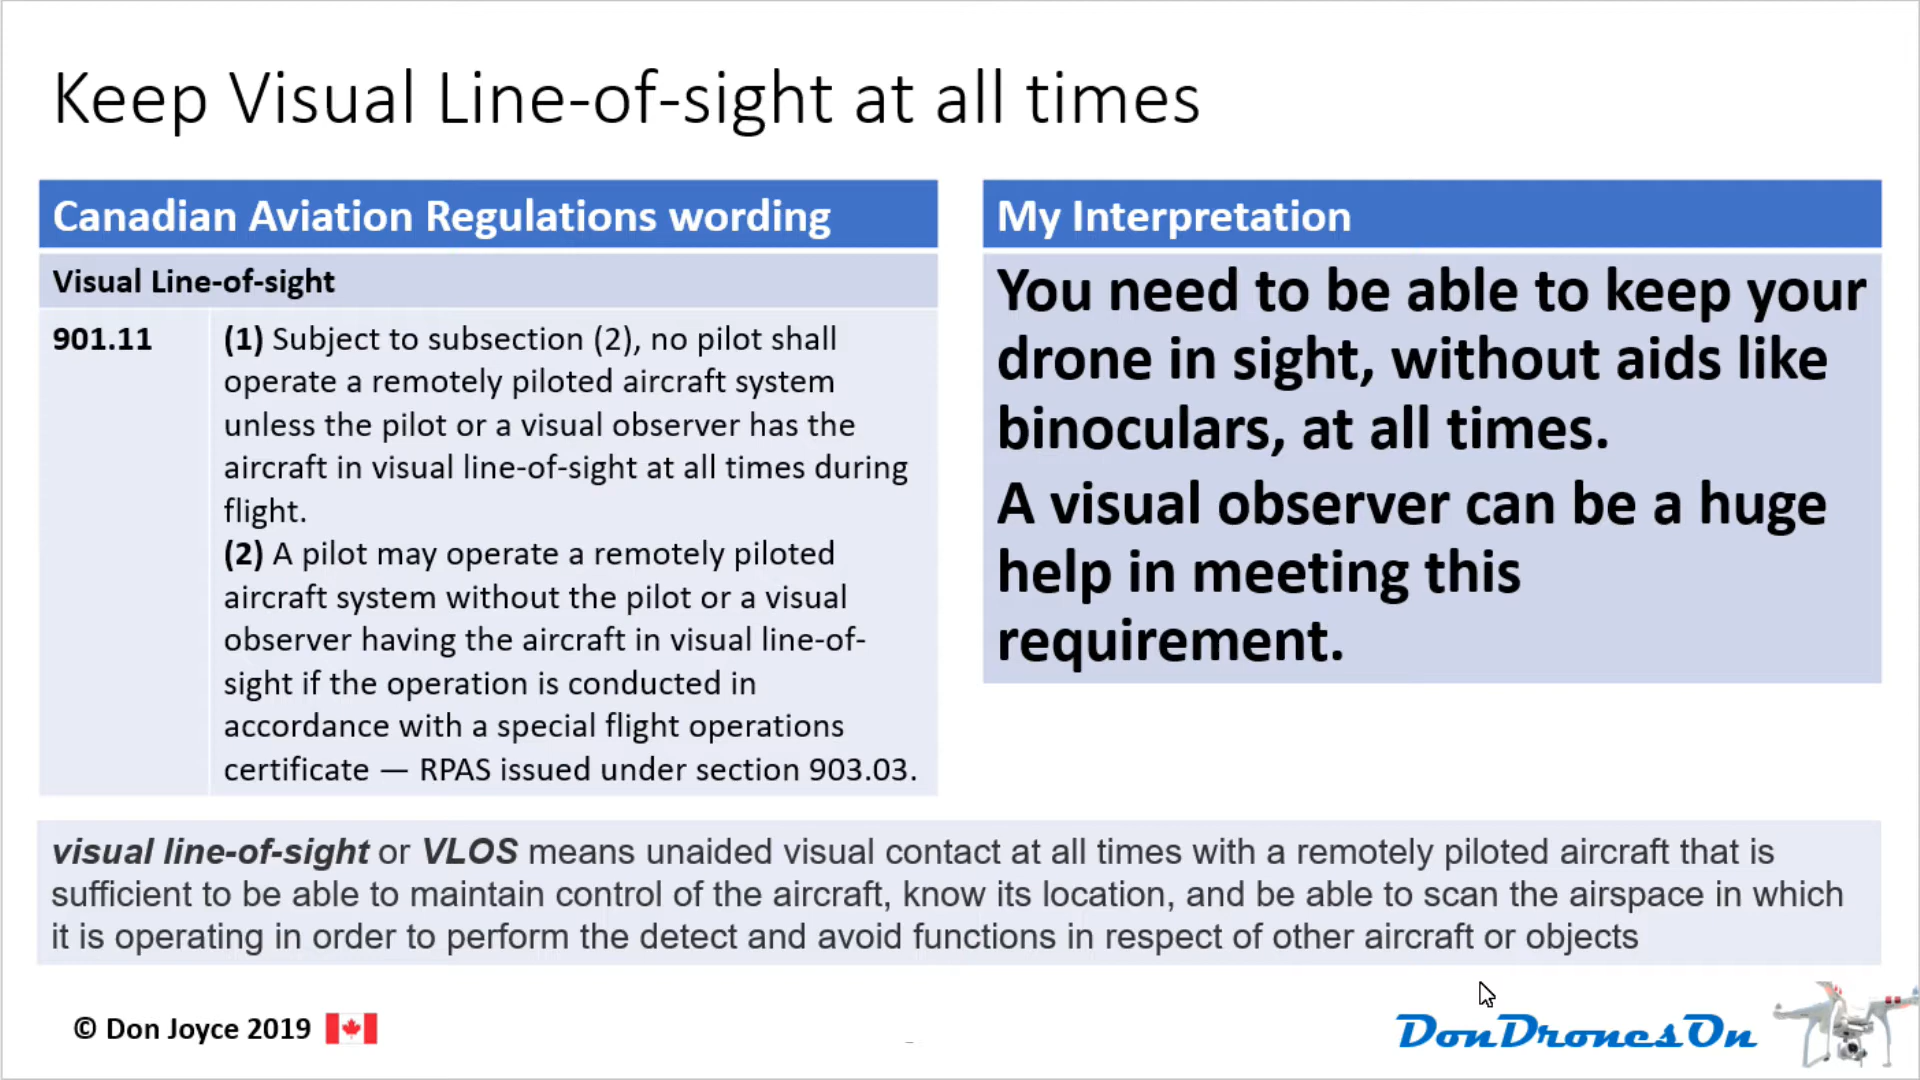 Keep Visual Line-of-sight at all times
Canadian Aviation Regulations wording
Visual Line-of-sight
901.11
(1) Subject to subsection (2), no pilot shall
operate a remotely piloted aircraft system
unless the pilot or a visual observer has the
aircraft in visual line-of-sight at all times during
flight.
(2) A pilot may operate a remotely piloted
aircraft system without the pilot or a visual
observer having the aircraft in visual line-of-
sight if the operation is conducted in
accordance with a special flight operations
certificate — RPAS issued under section 903.03.
My Interpretation
You need to be able to keep your
drone in sight, without aids like
binoculars, at all times.
A visual observer can be a huge
help in meeting this
requirement.
visual line-of-sight or VLOS means unaided visual contact at all times with a remotely piloted aircraft that is
sufficient to be able to maintain control of the aircraft, know its location, and be able to scan the airspace in which
it is operating in order to perform the detect and avoid functions in respect of other aircraft or objects
© Don Joyce 2019
DonDronesOn